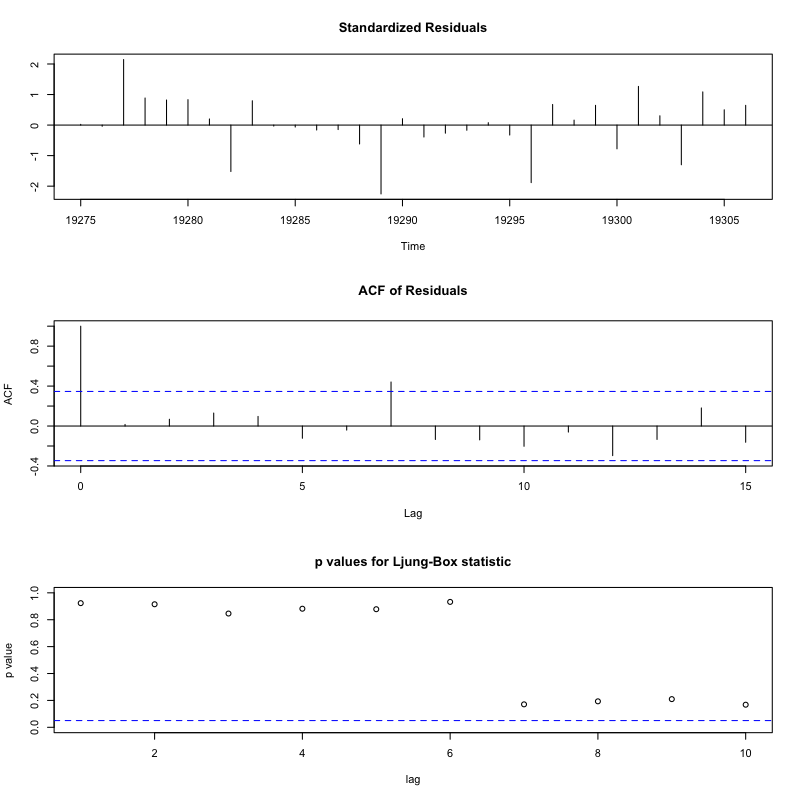 Standardized Residuals
2
1
0
-1
-2
19275 19280 19285 19290 19295 19300 19305
Time
ACF of Residuals
ACF
0.8
0.4
0.0
-0.4
0 5 10 15
Lag
p values for Ljung-Box statistic
p value
1.0
0.8
0.6
0.4
0.2
0.0
2 4 6 8 10
lag